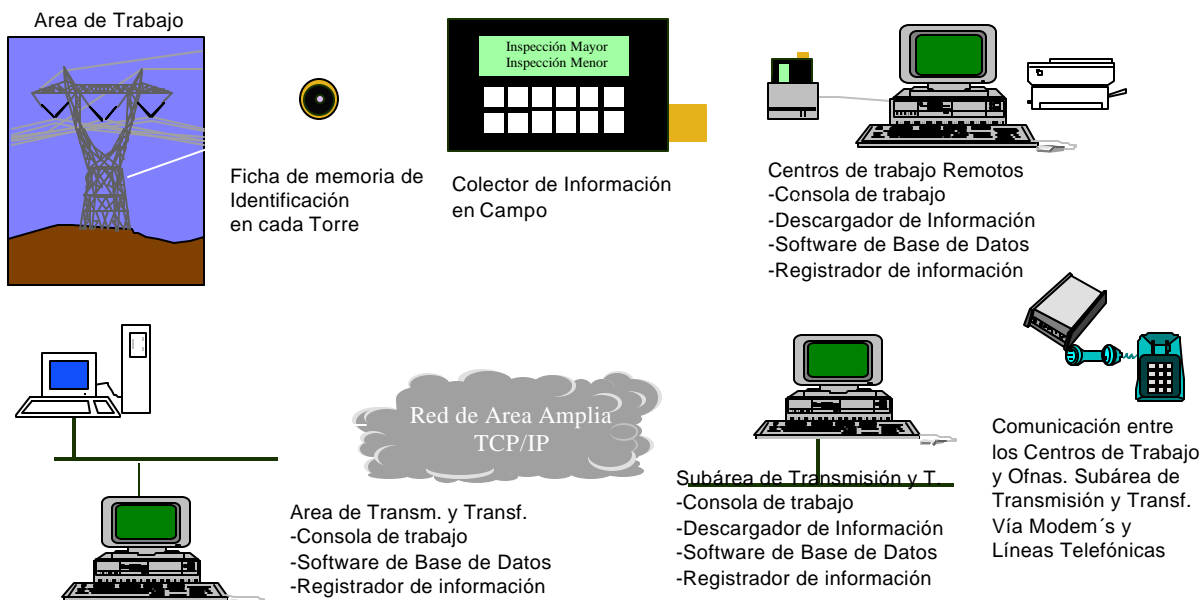 Area de Trabajo
Inspección Mayor
Inspección Menor
Ficha de memoria de
Identificación
en cada Torre
Colector de Información
en Campo
Centros de trabajo Remotos
-Consola de trabajo
-Descargador de Información
-Software de Base de Datos
-Registrador de información
Red de Area Amplia
TCP/IP
Area de Transm. y Transf.
-Consola de trabajo
-Software de Base de Datos
-Registrador de información
Subárea de Transmisión y T.
-Consola de trabajo
-Descargador de Información
-Software de Base de Datos
-Registrador de información
Comunicación entre
los Centros de Trabajo
y Ofnas. Subárea de
Transmisión y Transf.
Vía Modem´s y
Líneas Telefónicas